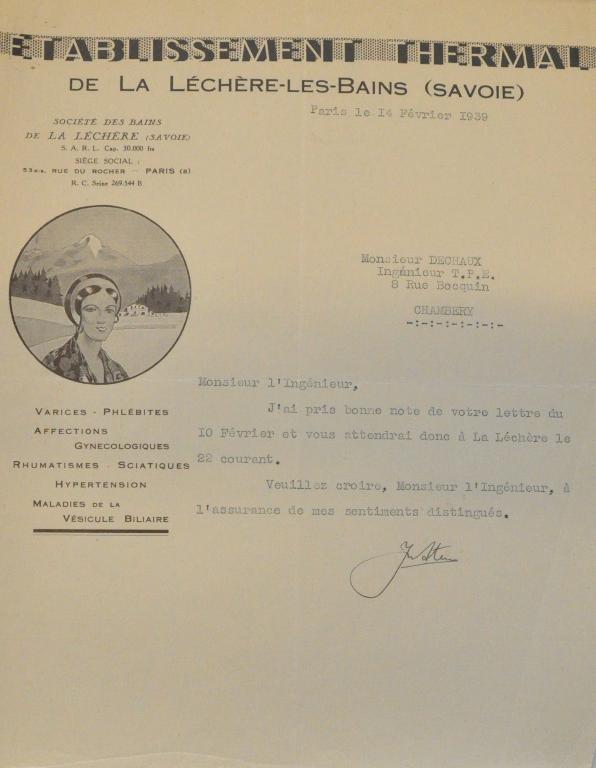 ÉTABLISSEMENT THERMAL
DE LA LÉCHÈRE-LES-BAINS (SAVOIE)
Paris le 14 Février 1939
SOCIÉTÉ DES BAINS
DE LA LÉCHÈRE (SAVOIE)
S. A. R. L. Cap. 30.000 frs
SIÈGE SOCIAL :
53 BIS, RUE DU ROCHER — PARIS (8)
R. C. Seine 269.544 B
Monsieur DECHAUX
Ingénieur T.P.E.
8 Rue Bocquin
CHAMBERY
-:-:-:-:-:-:-
Monsieur l'Ingénieur,
J'ai pris bonne note de votre lettre du
10 Février et vous attendrai donc à La Léchère le
22 courant.
Veuillez croire, Monsieur l'Ingénieur, à
l'assurance de mes sentiments distingués.
VARICES - PHLÉBITES
AFFECTIONS
GYNECOLOGIQUES
RHUMATISMES - SCIATIQUES
HYPERTENSION
MALADIES DE LA
VÉSICULE BILIAIRE